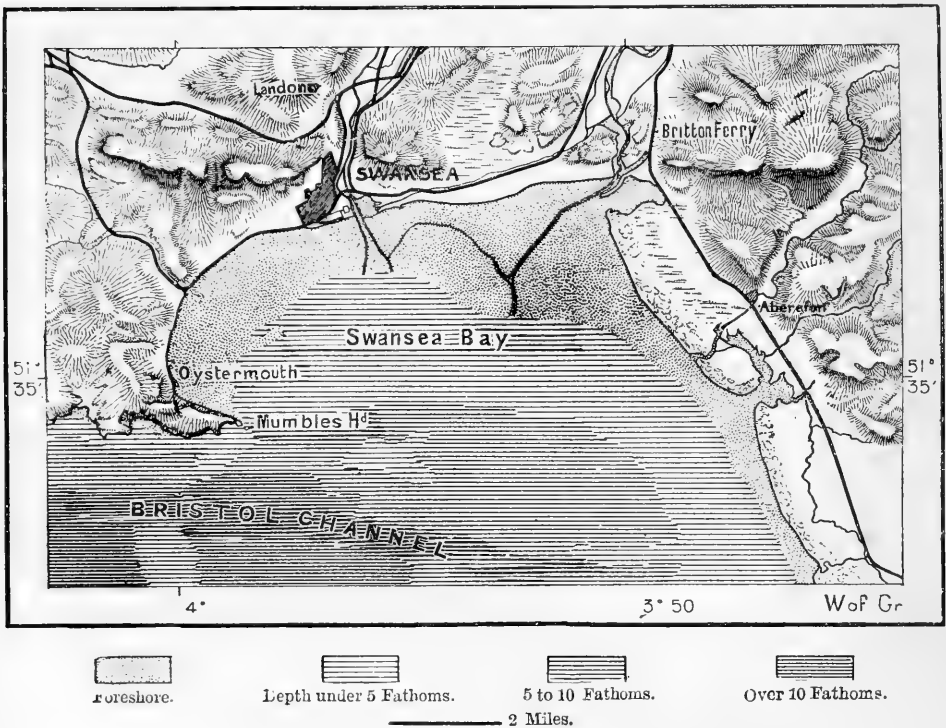 Landore
SWANSEA
Britton Ferry
Swansea Bay
Aberafon
51°
35'
51°
35'
Oystermouth
Mumbles Hd
BRISTOL CHANNEL
4°
3° 50
W of Gr
Foreshore.
Depth under 5 Fathoms.
5 to 10 Fathoms.
Over 10 Fathoms.
2 Miles.